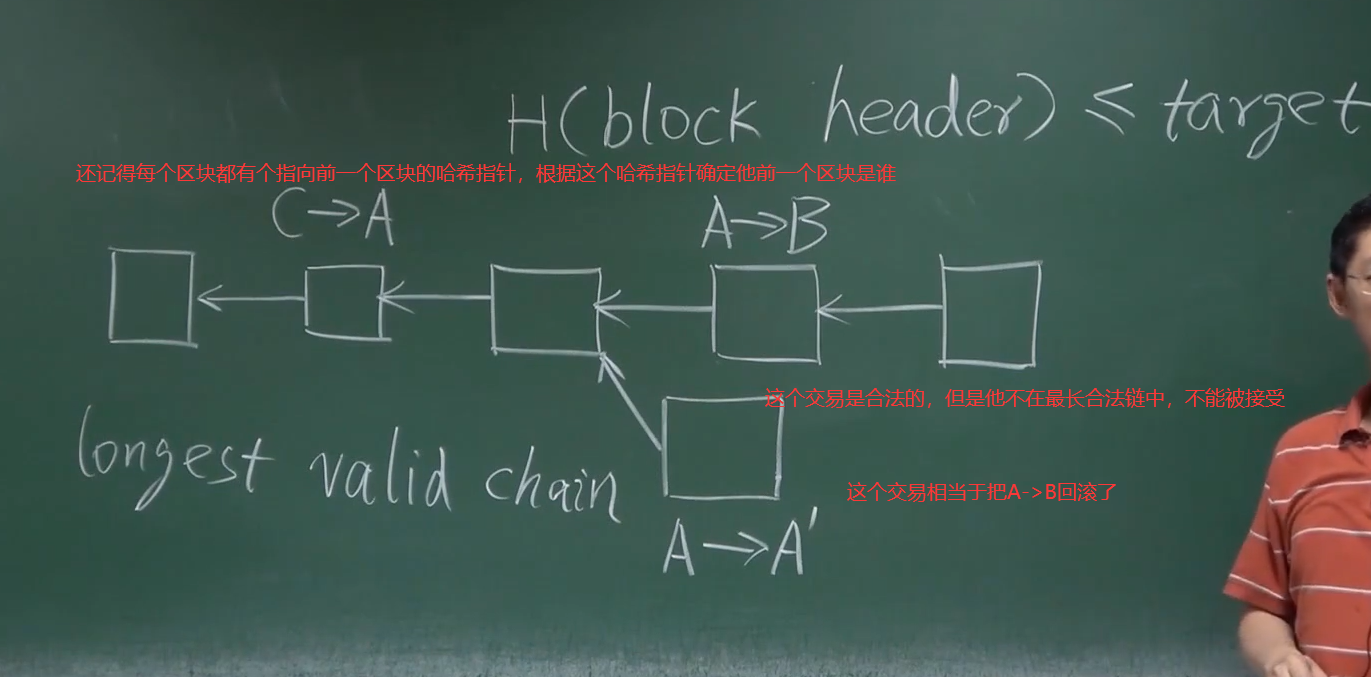 H(block header) ≤ target
还记得每个区块都有个指向前一个区块的哈希指针，根据这个哈希指针确定他前一个区块是谁
C→A
A→B
这个交易是合法的，但是他不在最长合法链中，不能被接受
longest valid chain
这个交易相当于把A->B回滚了
A→A'